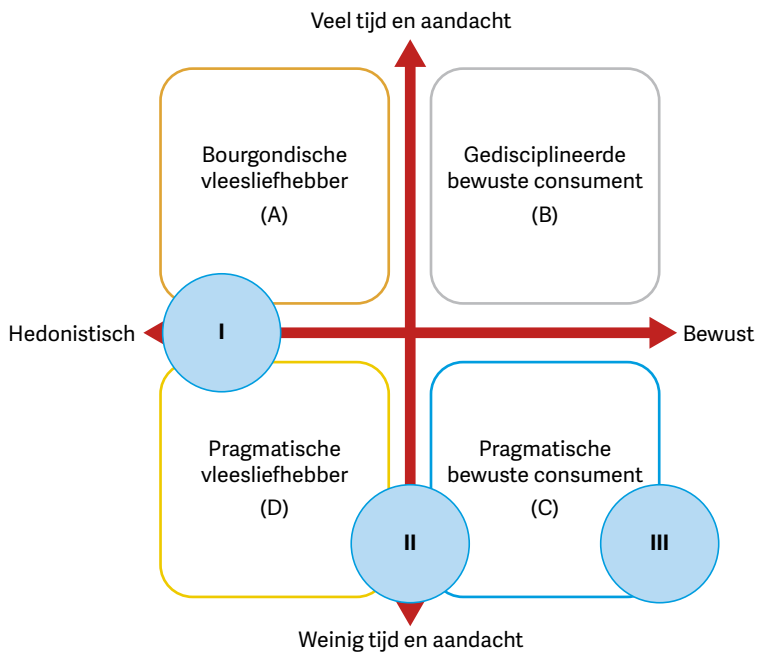 Veel tijd en aandacht
Bourgondische
vleesliefhebber
(A)
Gedisciplineerde
bewuste consument
(B)
Hedonistisch
I
Bewust
Pragmatische
vleesliefhebber
(D)
Pragmatische
bewuste consument
(C)
II
III
Weinig tijd en aandacht